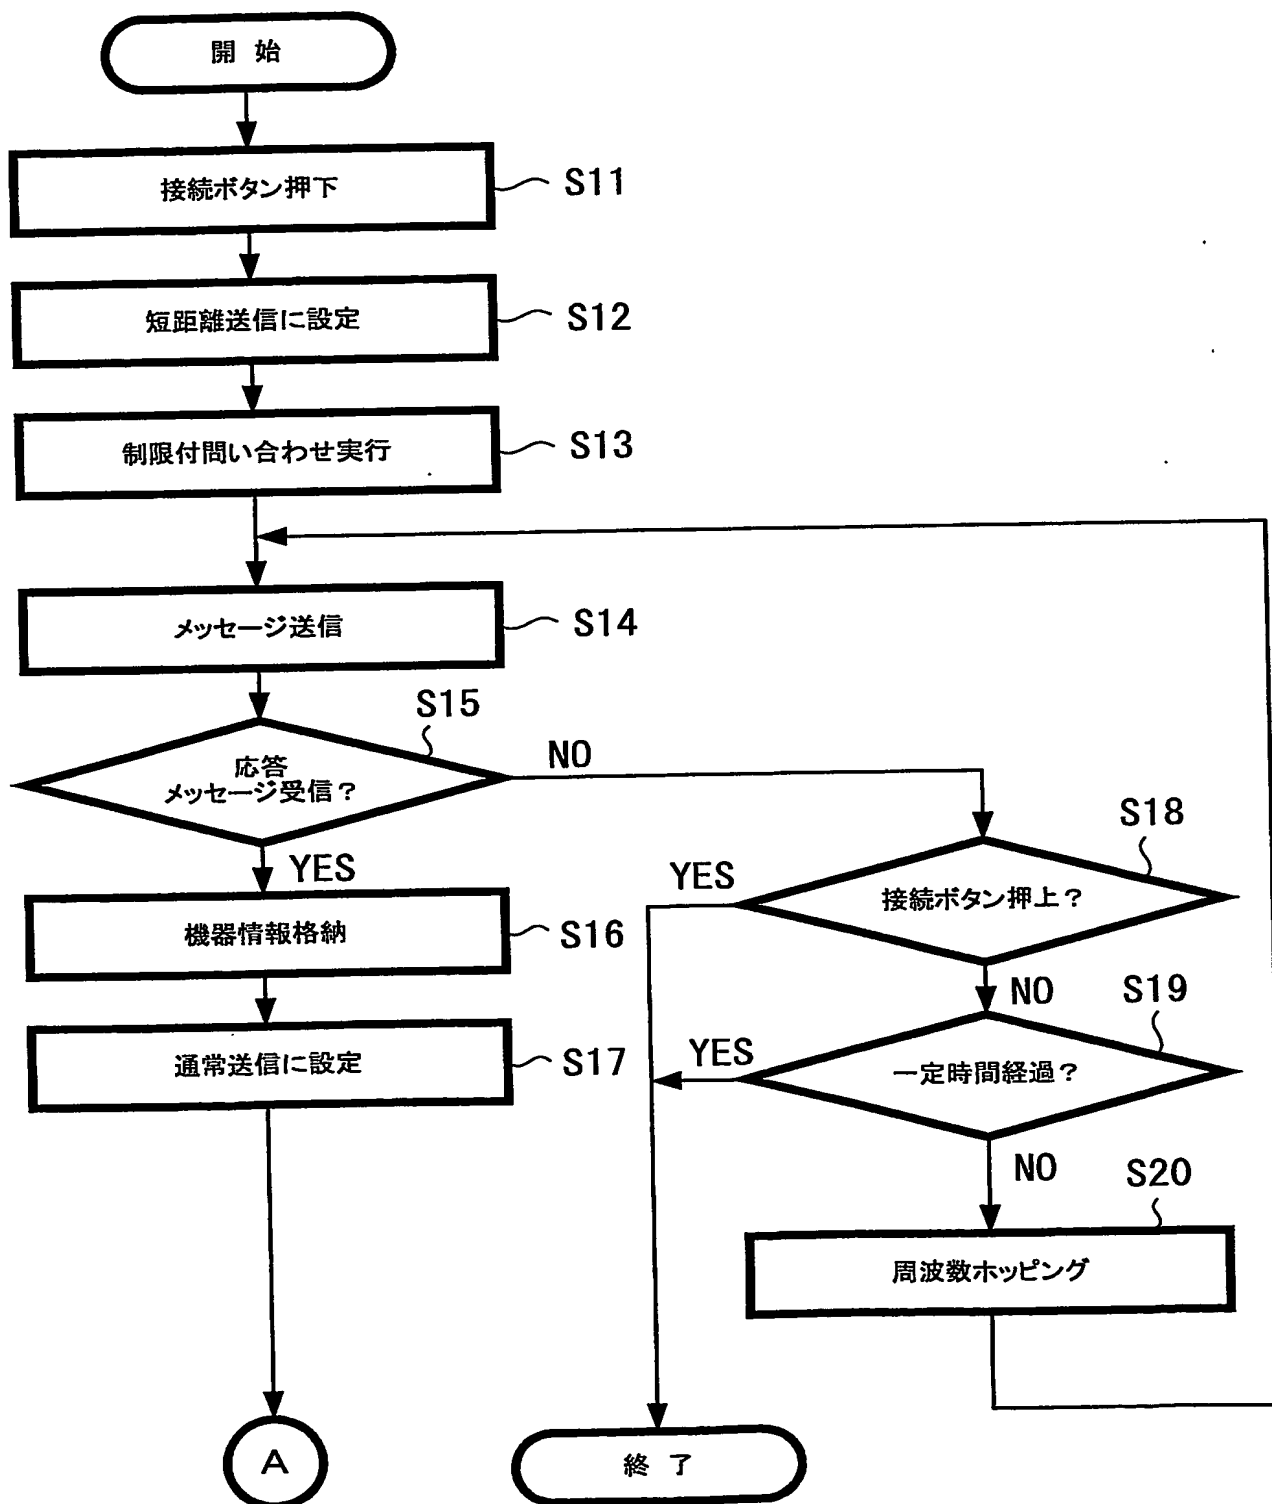 開 始
接続ボタン押下
S11
短距離送信に設定
S12
制限付問い合わせ実行
S13
メッセージ送信
S14
S15
応答
メッセージ受信？
NO
YES
機器情報格納
S16
通常送信に設定
S17
A
S18
接続ボタン押上？
YES
NO
S19
一定時間経過？
YES
NO
S20
周波数ホッピング
終 了